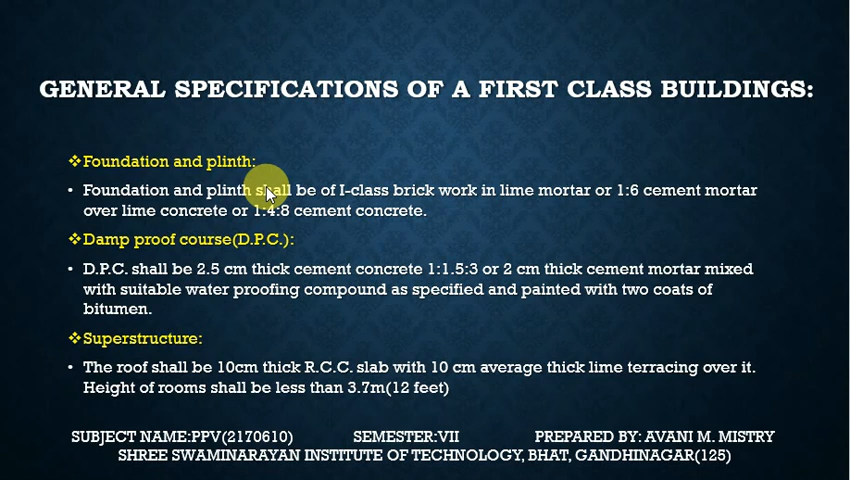 GENERAL SPECIFICATIONS OF A FIRST CLASS BUILDINGS:
❖Foundation and plinth:
• Foundation and plinth shall be of I-class brick work in lime mortar or 1:6 cement mortar
over lime concrete or 1:4:8 cement concrete.
❖Damp proof course(D.P.C.):
• D.P.C. shall be 2.5 cm thick cement concrete 1:1.5:3 or 2 cm thick cement mortar mixed
with suitable water proofing compound as specified and painted with two coats of
bitumen.
❖Superstructure:
• The roof shall be 10cm thick R.C.C. slab with 10 cm average thick lime terracing over it.
Height of rooms shall be less than 3.7m(12 feet)
SUBJECT NAME:PPV(2170610) SEMESTER:VII PREPARED BY: AVANI M. MISTRY
SHREE SWAMINARAYAN INSTITUTE OF TECHNOLOGY, BHAT, GANDHINAGAR(125)